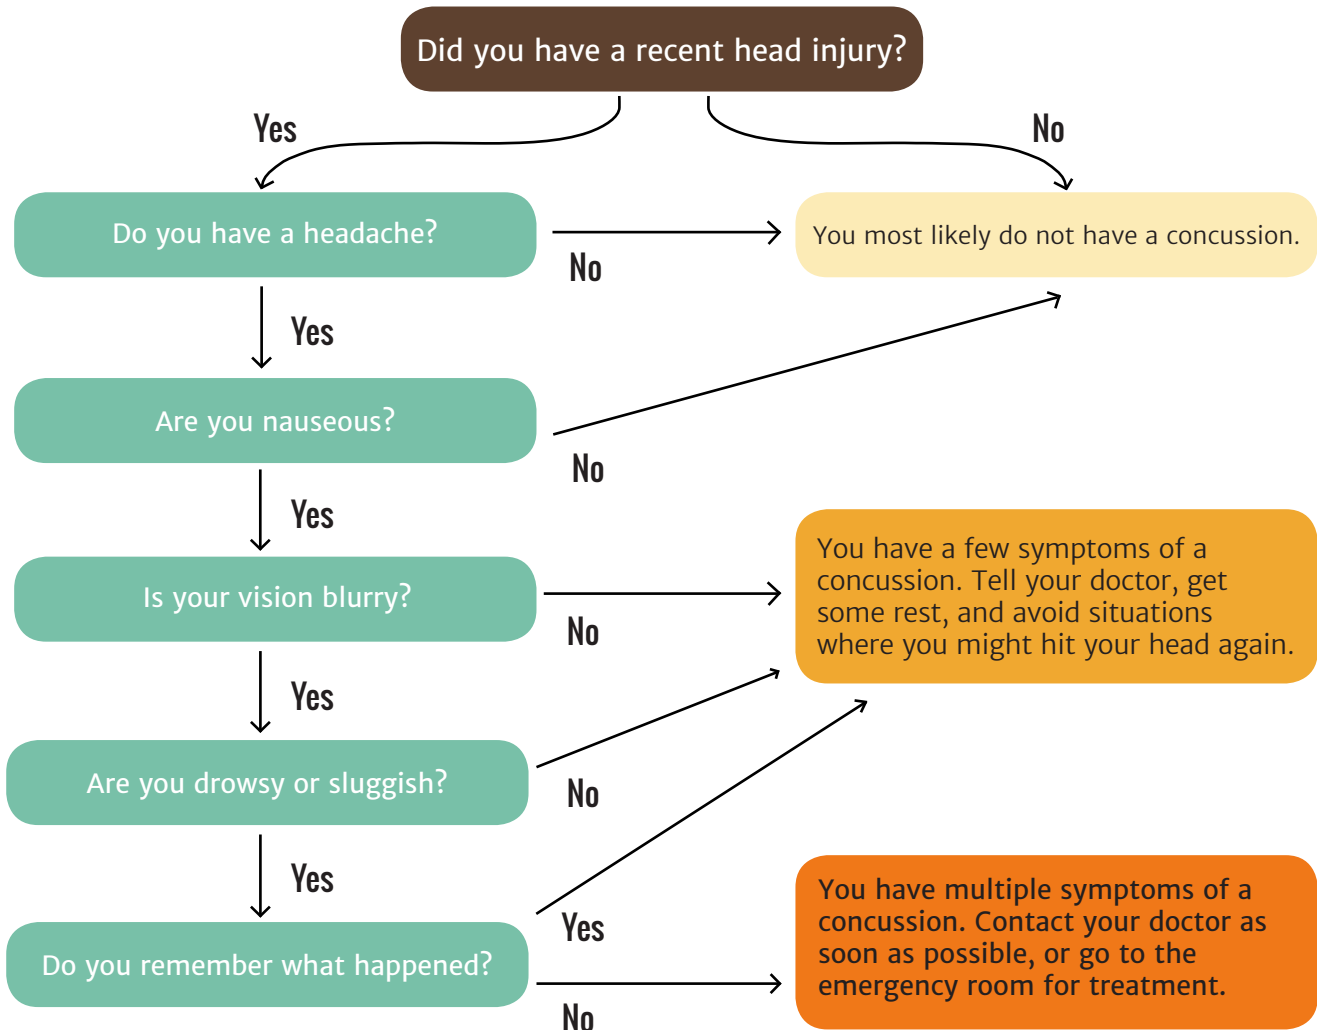 Did you have a recent head injury?
Yes
No
Do you have a headache?
No
You most likely do not have a concussion.
Yes
Are you nauseous?
No
Yes
Is your vision blurry?
No
You have a few symptoms of a
concussion. Tell your doctor, get
some rest, and avoid situations
where you might hit your head again.
Yes
Are you drowsy or sluggish?
No
Yes
Do you remember what happened?
Yes
No
You have multiple symptoms of a
concussion. Contact your doctor as
soon as possible, or go to the
emergency room for treatment.